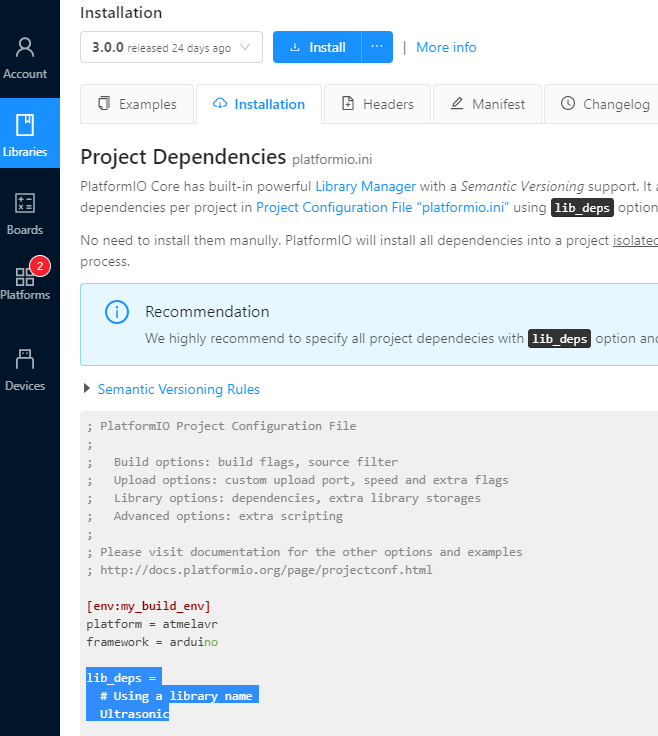 Installation
3.0.0 released 24 days ago
Install
···
| More info
Account
Libraries
Boards
2
Platforms
Devices
Examples
Installation
Headers
Manifest
Changelog
Project Dependencies platformio.ini
PlatformIO Core has built-in powerful Library Manager with a Semantic Versioning support. It a
dependencies per project in Project Configuration File "platformio.ini" using lib_deps option
No need to install them manully. PlatformIO will install all dependencies into a project isolated
process.
Recommendation
We highly recommend to specify all project dependecies with lib_deps option and
Semantic Versioning Rules
; PlatformIO Project Configuration File
;
;   Build options: build flags, source filter
;   Upload options: custom upload port, speed and extra flags
;   Library options: dependencies, extra library storages
;   Advanced options: extra scripting
;
; Please visit documentation for the other options and examples
; http://docs.platformio.org/page/projectconf.html
[env:my_build_env]
platform = atmelavr
framework = arduino
lib_deps =
  # Using a library name
  Ultrasonic